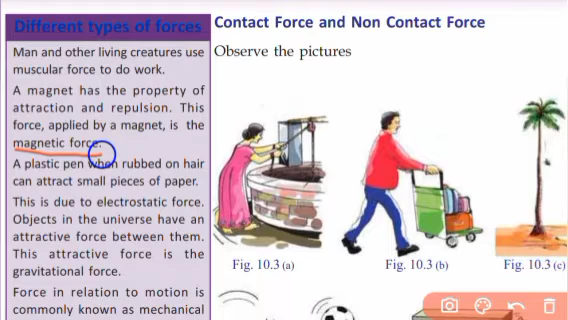 Different types of forces
Man and other living creatures use
muscular force to do work.
A magnet has the property of
attraction and repulsion. This
force, applied by a magnet, is the
magnetic force.
A plastic pen when rubbed on hair
can attract small pieces of paper.
This is due to electrostatic force.
Objects in the universe have an
attractive force between them.
This attractive force is the
gravitational force.
Force in relation to motion is
commonly known as mechanical
Contact Force and Non Contact Force
Observe the pictures
Fig. 10.3 (a)
Fig. 10.3 (b)
Fig. 10.3 (c)